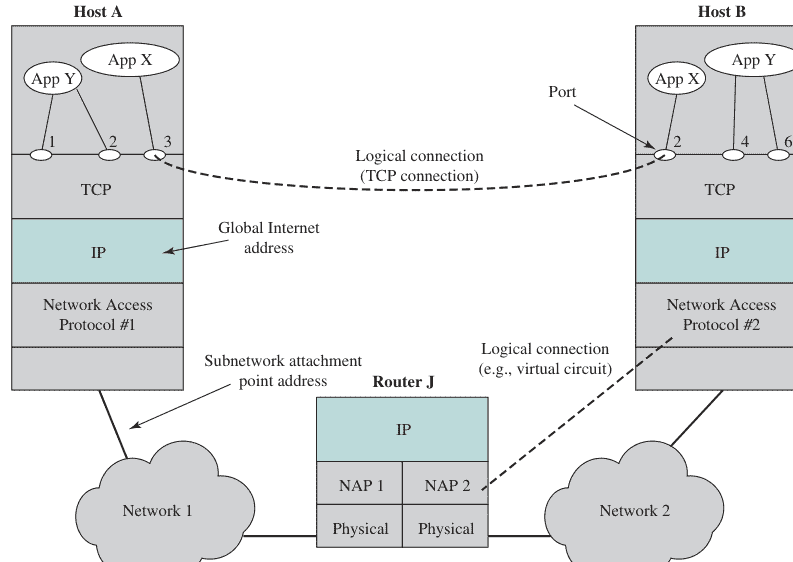 Host A
Host B
App X
App Y
App X
App Y
Port
1
2
3
2
4
6
Logical connection
(TCP connection)
TCP
TCP
Global Internet
address
IP
IP
Network Access
Protocol #1
Network Access
Protocol #2
Logical connection
(e.g., virtual circuit)
Subnetwork attachment
point address
Router J
IP
NAP 1
NAP 2
Network 1
Network 2
Physical
Physical